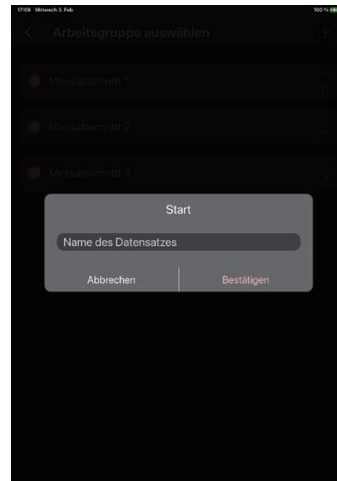 17:08 Mittwoch 3. Feb. 100 %
Arbeitsgruppe auswählen
Messabschnitt 1
Messabschnitt 2
Messabschnitt 3
Start
Name des Datensatzes
Abbrechen Bestätigen